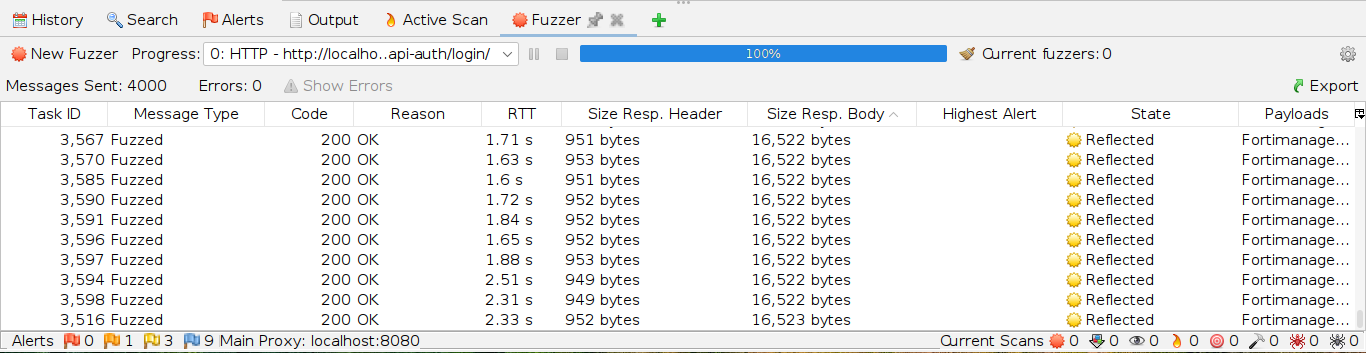 History Search Alerts Output Active Scan Fuzzer
New Fuzzer Progress: 0: HTTP - http://localho..api-auth/login/ 100% Current fuzzers: 0
Messages Sent: 4000 Errors: 0 Show Errors Export
Task ID Message Type Code Reason RTT Size Resp. Header Size Resp. Body Highest Alert State Payloads
3,567 Fuzzed 200 OK 1.71 s 951 bytes 16,522 bytes Reflected Fortimanage...
3,570 Fuzzed 200 OK 1.63 s 953 bytes 16,522 bytes Reflected Fortimanage...
3,585 Fuzzed 200 OK 1.6 s 951 bytes 16,522 bytes Reflected Fortimanage...
3,590 Fuzzed 200 OK 1.72 s 952 bytes 16,522 bytes Reflected Fortimanage...
3,591 Fuzzed 200 OK 1.84 s 952 bytes 16,522 bytes Reflected Fortimanage...
3,596 Fuzzed 200 OK 1.65 s 952 bytes 16,522 bytes Reflected Fortimanage...
3,597 Fuzzed 200 OK 1.88 s 953 bytes 16,522 bytes Reflected Fortimanage...
3,594 Fuzzed 200 OK 2.51 s 949 bytes 16,522 bytes Reflected Fortimanage...
3,598 Fuzzed 200 OK 2.31 s 949 bytes 16,522 bytes Reflected Fortimanage...
3,516 Fuzzed 200 OK 2.33 s 952 bytes 16,523 bytes Reflected Fortimanage...
Alerts 0 1 3 9 Main Proxy: localhost:8080 Current Scans 0 0 0 0 0 0 0 0